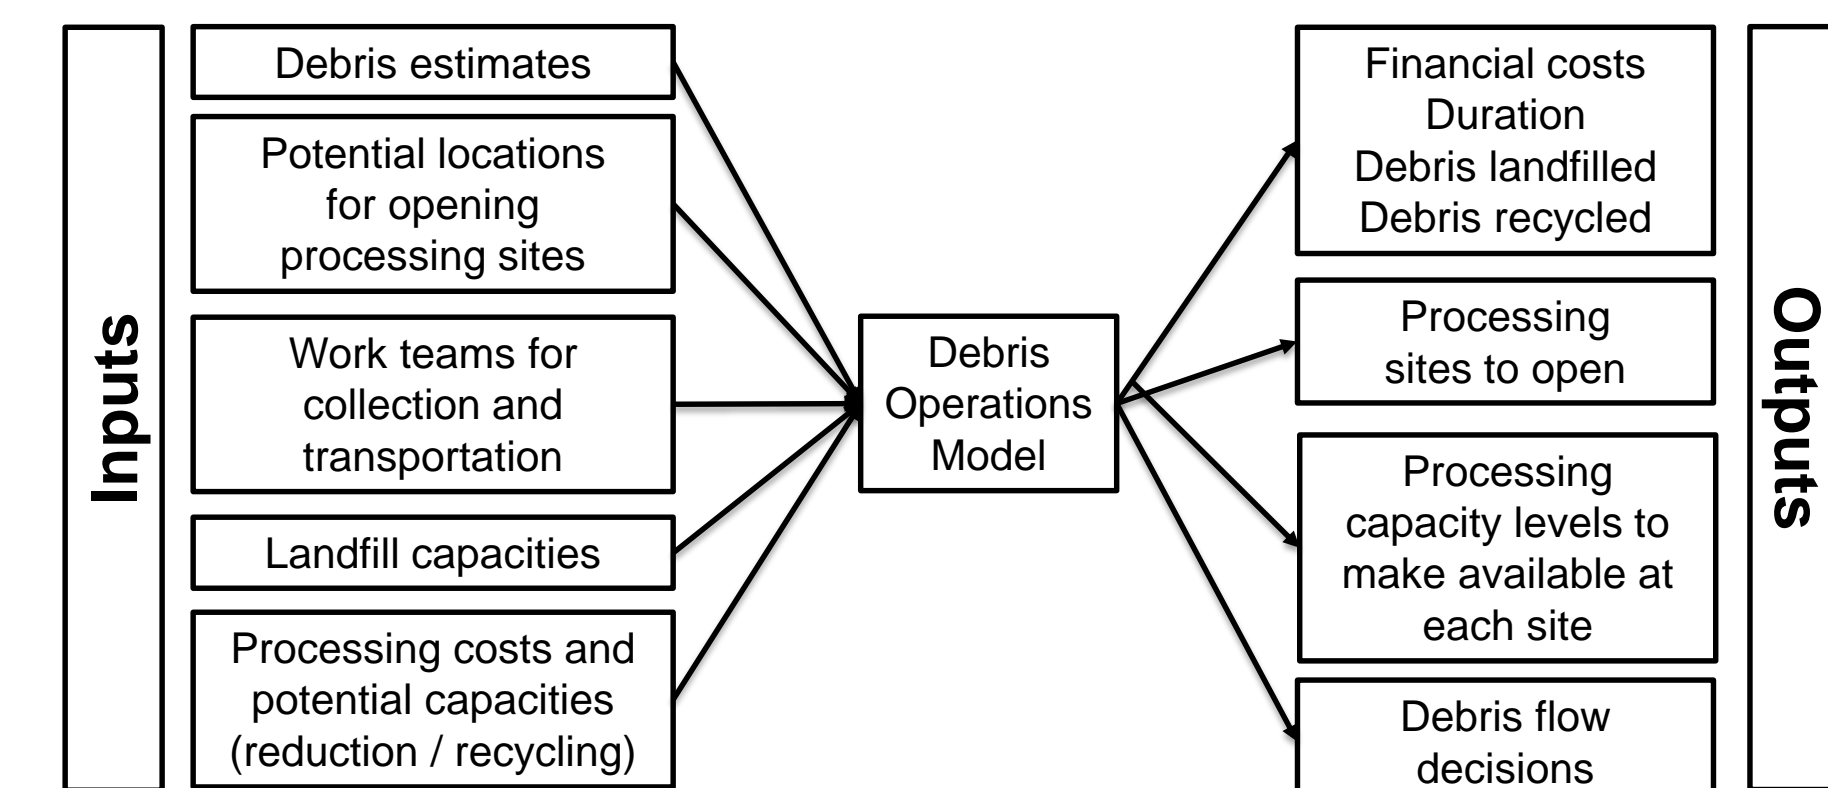 Inputs
Debris estimates
Potential locations
for opening
processing sites
Work teams for
collection and
transportation
Landfill capacities
Processing costs and
potential capacities
(reduction / recycling)
Debris
Operations
Model
Financial costs
Duration
Debris landfilled
Debris recycled
Processing
sites to open
Processing
capacity levels to
make available at
each site
Debris flow
decisions
Outputs